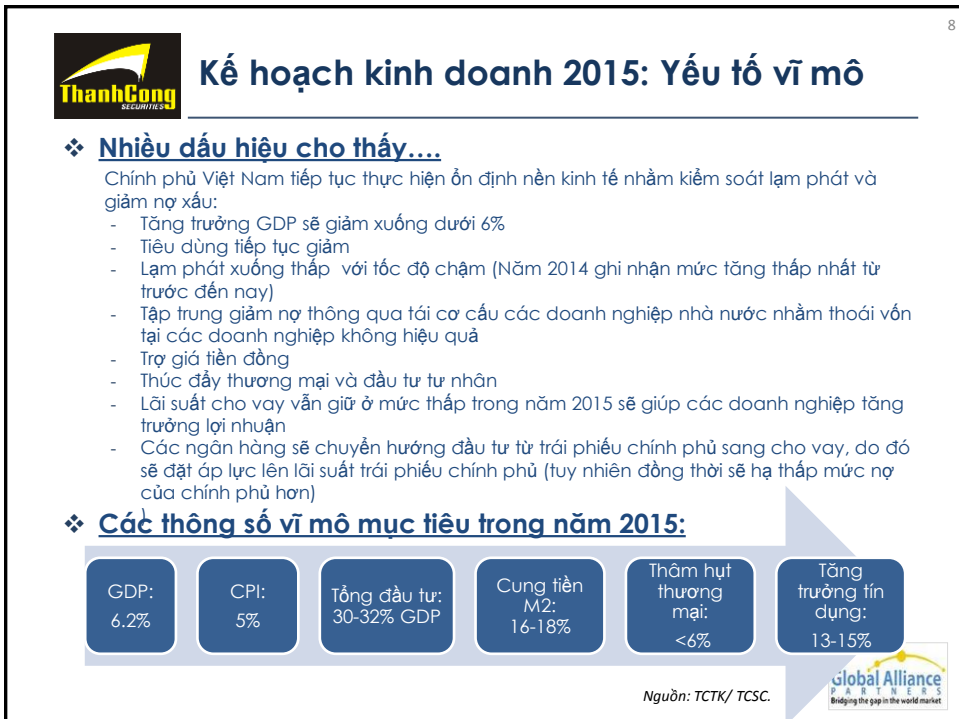 8
ThanhCong
SECURITIES
Kế hoạch kinh doanh 2015: Yếu tố vĩ mô
❖ Nhiều dấu hiệu cho thấy....
Chính phủ Việt Nam tiếp tục thực hiện ổn định nền kinh tế nhằm kiểm soát lạm phát và
giảm nợ xấu:
- Tăng trưởng GDP sẽ giảm xuống dưới 6%
- Tiêu dùng tiếp tục giảm
- Lạm phát xuống thấp với tốc độ chậm (Năm 2014 ghi nhận mức tăng thấp nhất từ
trước đến nay)
- Tập trung giảm nợ thông qua tái cơ cấu các doanh nghiệp nhà nước nhằm thoái vốn
tại các doanh nghiệp không hiệu quả
- Trợ giá tiền đồng
- Thúc đẩy thương mại và đầu tư tư nhân
- Lãi suất cho vay vẫn giữ ở mức thấp trong năm 2015 sẽ giúp các doanh nghiệp tăng
trưởng lợi nhuận
- Các ngân hàng sẽ chuyển hướng đầu tư từ trái phiếu chính phủ sang cho vay, do đó
sẽ đặt áp lực lên lãi suất trái phiếu chính phủ (tuy nhiên đồng thời sẽ hạ thấp mức nợ
của chính phủ hơn)
)
❖ Các thông số vĩ mô mục tiêu trong năm 2015:
GDP:
6.2%
CPI:
5%
Tổng đầu tư:
30-32% GDP
Cung tiền
M2:
16-18%
Thâm hụt
thương
mại:
<6%
Tăng
trưởng tín
dụng:
13-15%
Nguồn: TCTK/ TCSC.
Global Alliance
PARTNERS
Bridging the gap in the world market